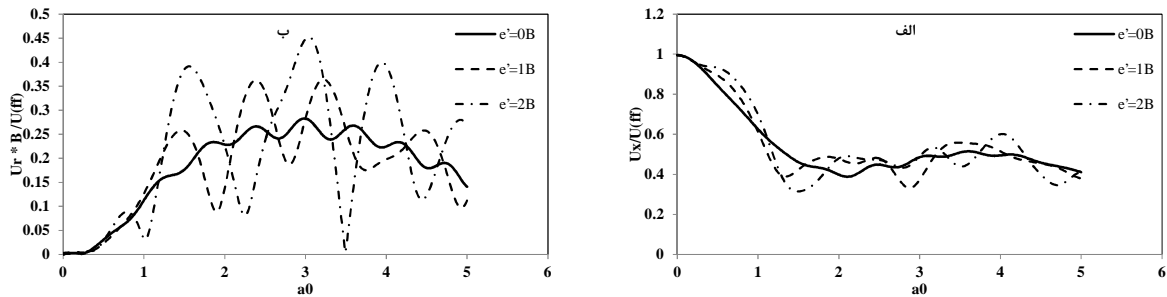 0.5
0.45
0.4
0.35
0.3
0.25
0.2
0.15
0.1
0.05
0
Ur * B /U(ff)
ب
e'=0B
e'=1B
e'=2B
0 1 2 3 4 5 6
a0
1.2
1
0.8
0.6
0.4
0.2
0
Ux/U(ff)
الف
e'=0B
e'=1B
e'=2B
0 1 2 3 4 5 6
a0